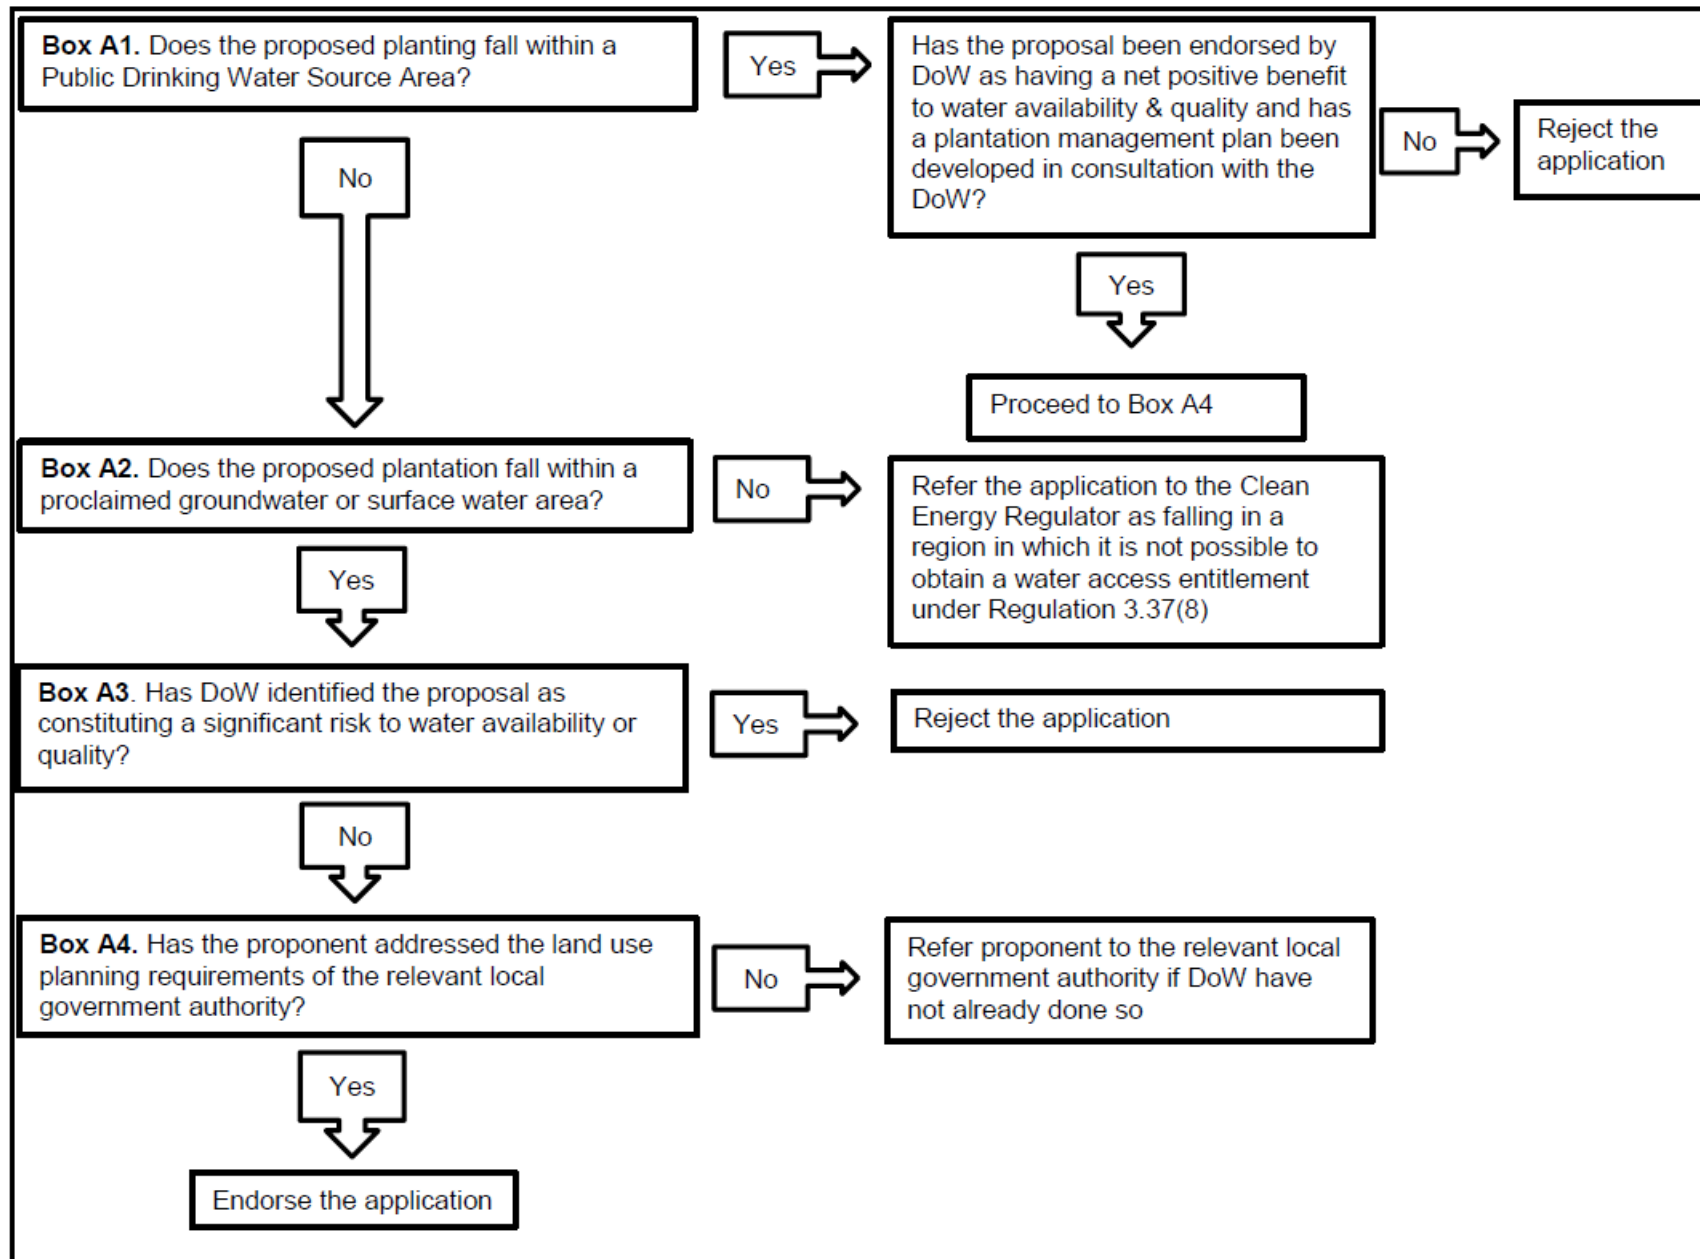 Box A1. Does the proposed planting fall within a
Public Drinking Water Source Area?
Yes
Has the proposal been endorsed by
DoW as having a net positive benefit
to water availability & quality and has
a plantation management plan been
developed in consultation with the
DoW?
No
Reject the
application
No
Yes
Proceed to Box A4
Box A2. Does the proposed plantation fall within a
proclaimed groundwater or surface water area?
No
Refer the application to the Clean
Energy Regulator as falling in a
region in which it is not possible to
obtain a water access entitlement
under Regulation 3.37(8)
Yes
Box A3. Has DoW identified the proposal as
constituting a significant risk to water availability or
quality?
Yes
Reject the application
No
Box A4. Has the proponent addressed the land use
planning requirements of the relevant local
government authority?
No
Refer proponent to the relevant local
government authority if DoW have
not already done so
Yes
Endorse the application